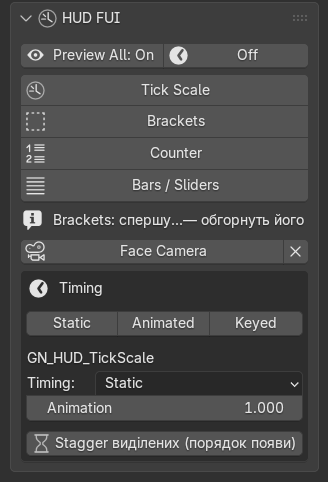 HUD FUI
Preview All: On Off
Tick Scale
Brackets
Counter
Bars / Sliders
Brackets: спершу...— обгорнуть його
Face Camera
Timing
Static Animated Keyed
GN_HUD_TickScale
Timing: Static
Animation 1.000
Stagger виділених (порядок появи)